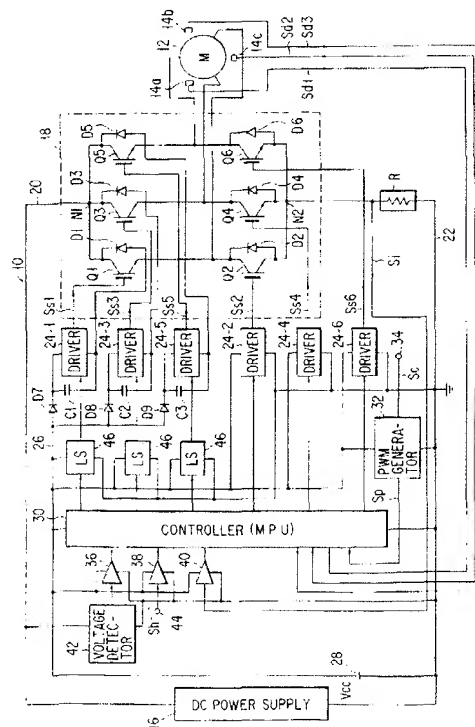 10
20
18
12
14b
14a
M
14c
Sd2
Sd3
Sd1
N1
D1
D3
D5
Q1
Q3
Q5
Ss1
Ss3
Ss5
Ss2
Ss4
Ss6
Q2
Q4
Q6
D2
D4
D6
N2
R
Si
22
24-1
DRIVER
24-3
DRIVER
24-5
DRIVER
24-2
DRIVER
24-4
DRIVER
24-6
DRIVER
D7
C1
D8
C2
D9
C3
26
LS
46
LS
46
LS
46
34
Sc
32
PWM GENERA-
TOR
Sp
30
CONTROLLER (MPU)
36
38
40
Sh
44
42
VOLTAGE
DETEC-
TOR
28
Vcc
16
DC POWER SUPPLY